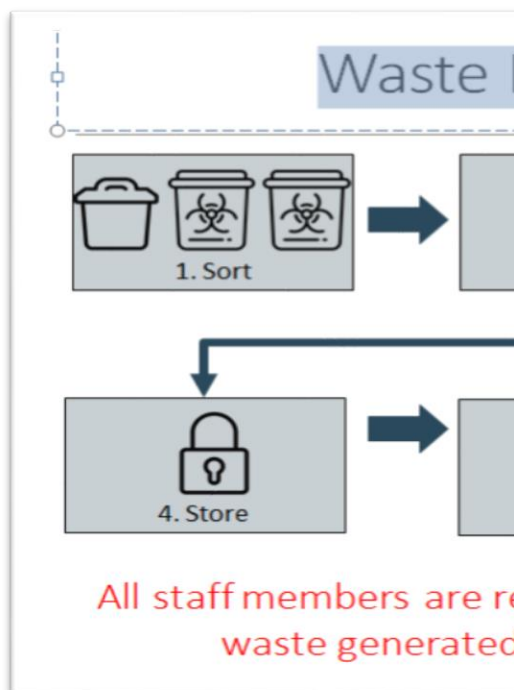 Waste
1. Sort
4. Store
All staff members are
waste generated